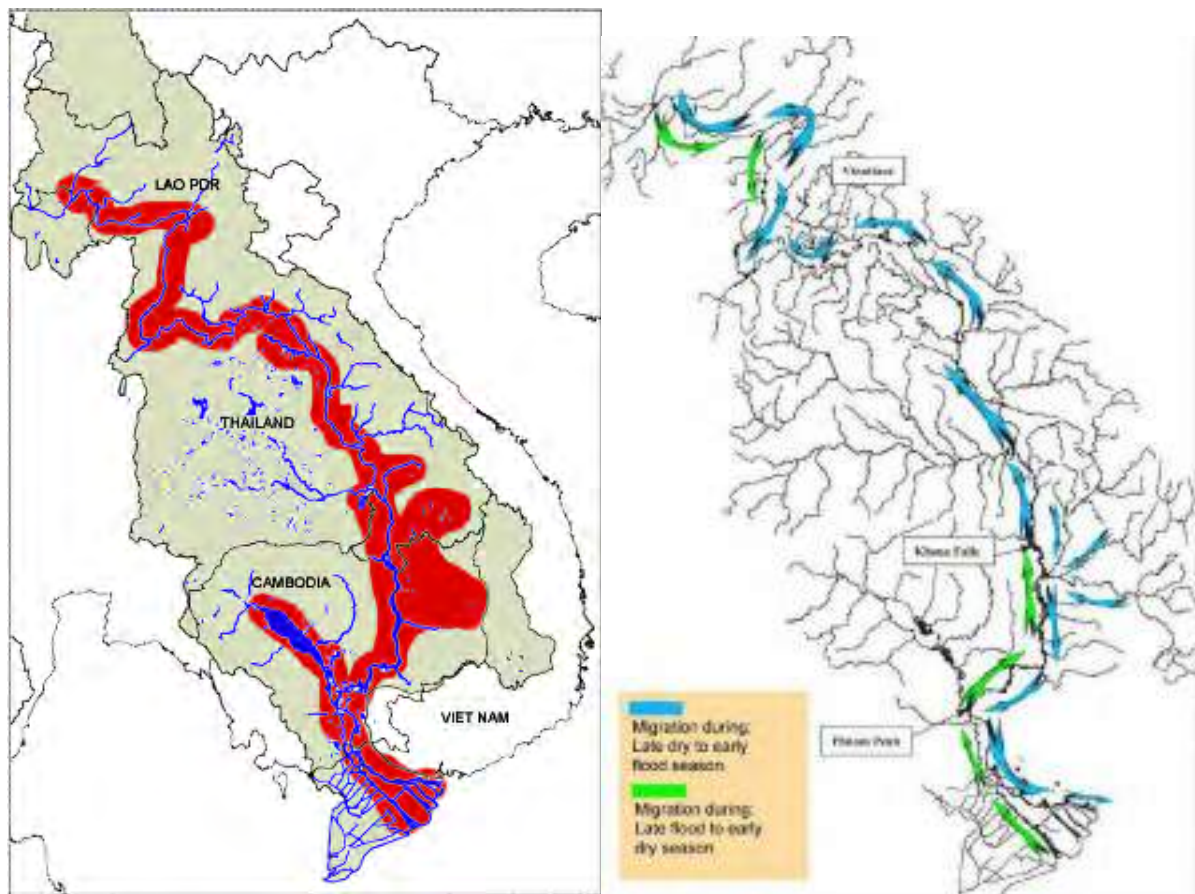 LAO PDR
THAILAND
CAMBODIA
VIET NAM
Vientiane
Khone Falls
Phnom Penh
Migration during:
Late dry to early
flood season
Migration during:
Late flood to early
dry season